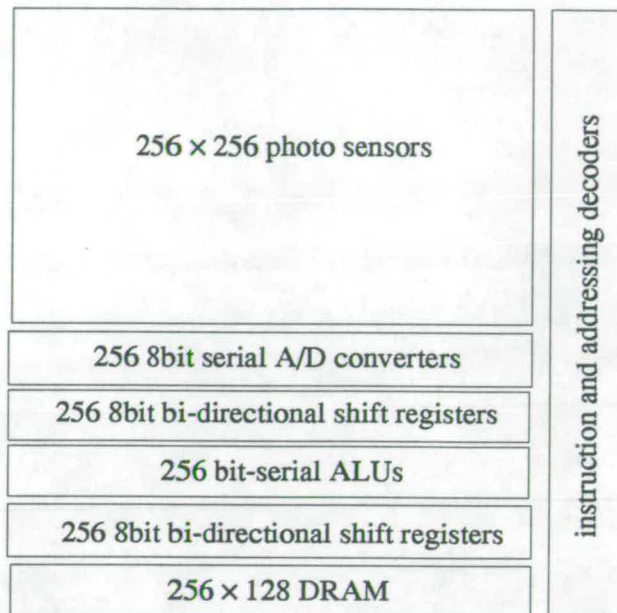 256 × 256 photo sensors
256 8bit serial A/D converters
256 8bit bi-directional shift registers
256 bit-serial ALUs
256 8bit bi-directional shift registers
256 × 128 DRAM
instruction and addressing decoders